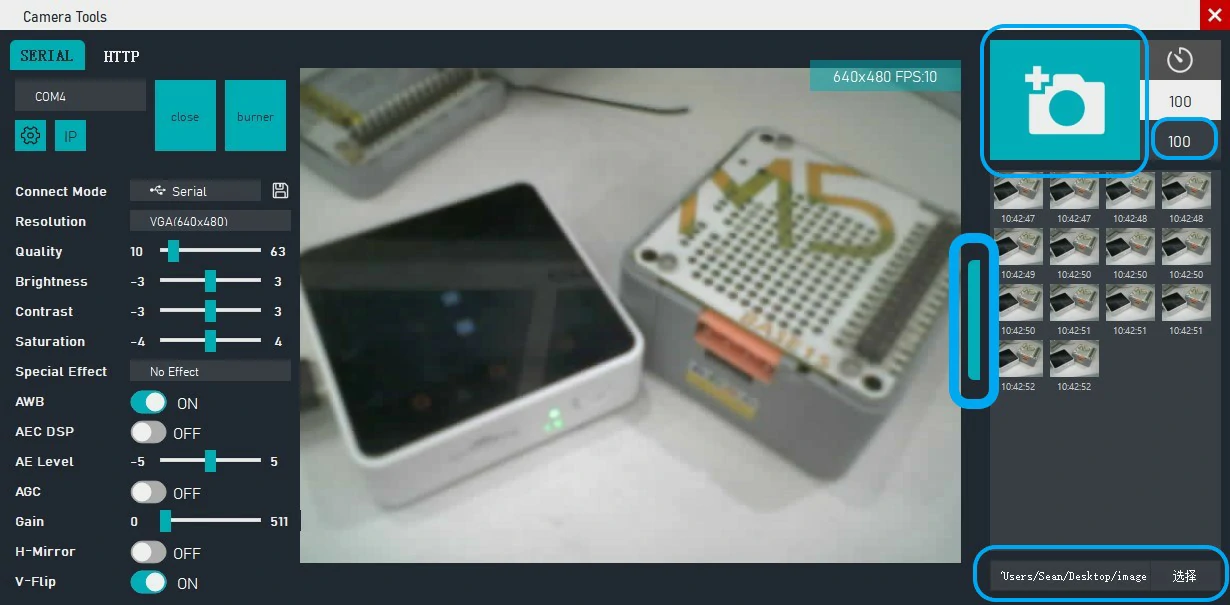 Camera Tools
SERIAL HTTP
COM4
close
burner
IP
Connect Mode Serial
Resolution VGA(640x480)
Quality 10 63
Brightness -3 3
Contrast -3 3
Saturation -4 4
Special Effect No Effect
AWB ON
AEC DSP OFF
AE Level -5 5
AGC OFF
Gain 0 511
H-Mirror OFF
V-Flip ON
640x480 FPS:10
M5
100
100
10:42:47 10:42:47 10:42:48 10:42:48
10:42:49 10:42:50 10:42:50 10:42:50
10:42:50 10:42:51 10:42:51 10:42:51
10:42:52 10:42:52
Users/Sean/Desktop/image 选择